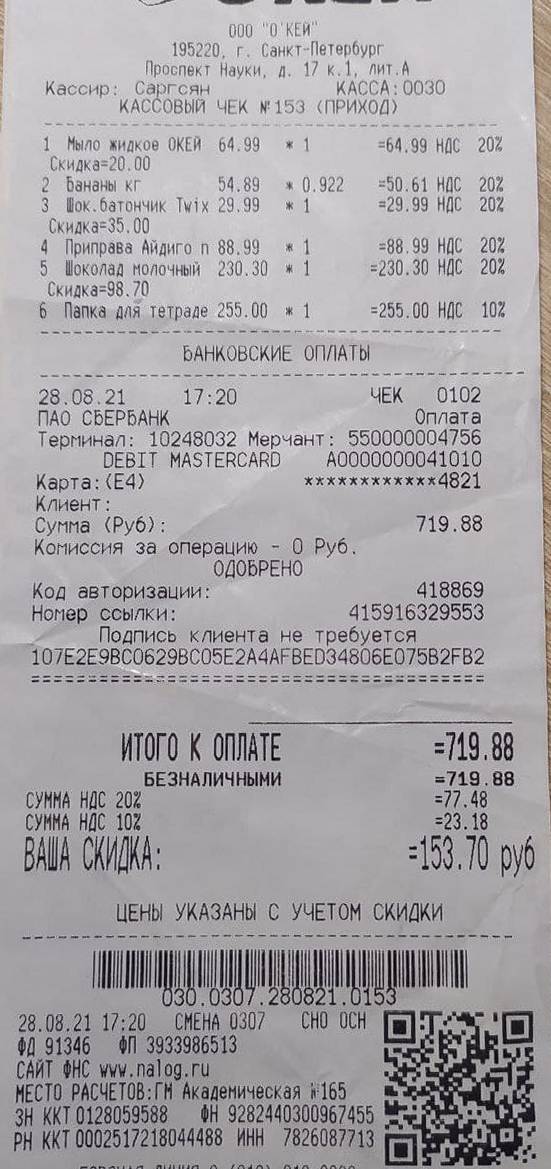 ООО "О'КЕЙ"
195220, г. Санкт-Петербург
Проспект Науки, д. 17 к.1, лит.А
Кассир: Саргсян КАССА:0030
КАССОВЫЙ ЧЕК №153 (ПРИХОД)
1 Мыло жидкое ОКЕЙ 64.99 * 1 =64.99 НДС 20%
Скидка=20.00
2 Бананы кг 54.89 * 0.922 =50.61 НДС 20%
3 Шок.батончик Twix 29.99 * 1 =29.99 НДС 20%
Скидка=35.00
4 Приправа Айдиго п 88.99 * 1 =88.99 НДС 20%
5 Шоколад молочный 230.30 * 1 =230.30 НДС 20%
Скидка=98.70
6 Папка для тетраде 255.00 * 1 =255.00 НДС 10%
БАНКОВСКИЕ ОПЛАТЫ
28.08.21 17:20 ЧЕК 0102
ПАО СБЕРБАНК Оплата
Терминал: 10248032 Мерчант: 550000004756
DEBIT MASTERCARD A0000000041010
Карта:(E4) ************4821
Клиент:
Сумма (Руб): 719.88
Комиссия за операцию - 0 Руб.
ОДОБРЕНО
Код авторизации: 418869
Номер ссылки: 415916329553
Подпись клиента не требуется
107E2E9BC0629BC05E2A4AFBED34806E075B2FB2
================================================
ИТОГО К ОПЛАТЕ =719.88
БЕЗНАЛИЧНЫМИ =719.88
СУММА НДС 20% =77.48
СУММА НДС 10% =23.18
ВАША СКИДКА: =153.70 руб
ЦЕНЫ УКАЗАНЫ С УЧЕТОМ СКИДКИ
030.0307.280821.0153
28.08.21 17:20 СМЕНА 0307 СНО ОСН
ФД 91346 ФП 3933986513
САЙТ ФНС www.nalog.ru
МЕСТО РАСЧЕТОВ:ГМ Академическая №165
ЗН ККТ 0128059588 ФН 9282440300967455
РН ККТ 0002517218044488 ИНН 7826087713